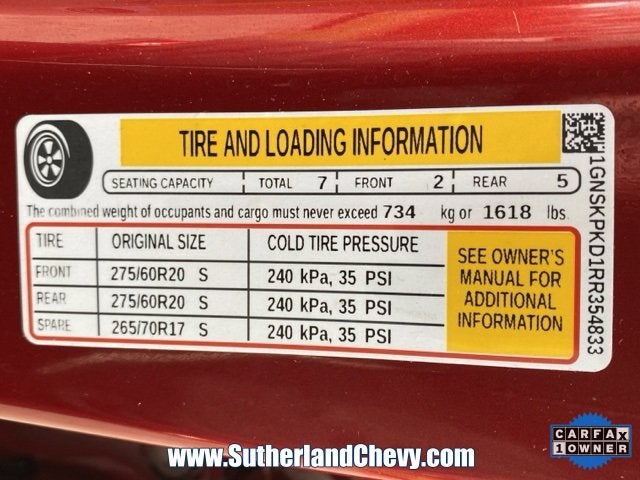 TIRE AND LOADING INFORMATION
SEATING CAPACITY TOTAL 7 FRONT 2 REAR 5
The combined weight of occupants and cargo must never exceed 734 kg or 1618 lbs.
TIRE ORIGINAL SIZE COLD TIRE PRESSURE
FRONT 275/60R20 S 240 kPa, 35 PSI
REAR 275/60R20 S 240 kPa, 35 PSI
SPARE 265/70R17 S 240 kPa, 35 PSI
SEE OWNER'S
MANUAL FOR
ADDITIONAL
INFORMATION
1GNSKPKD1RR354833
www.SutherlandChevy.com
CARFAX
1 OWNER